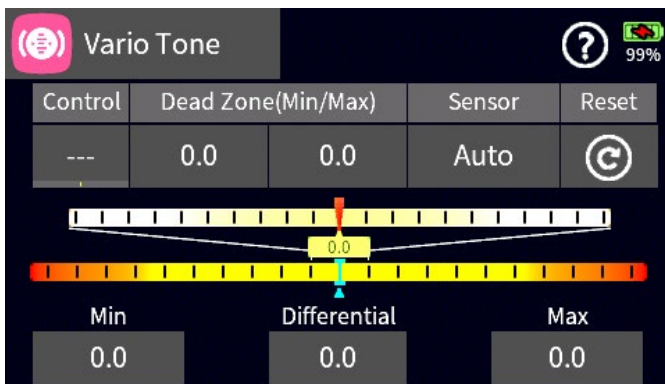 Vario Tone
?
99%
Control Dead Zone(Min/Max) Sensor Reset
--- 0.0 0.0 Auto
0.0
Min Differential Max
0.0 0.0 0.0